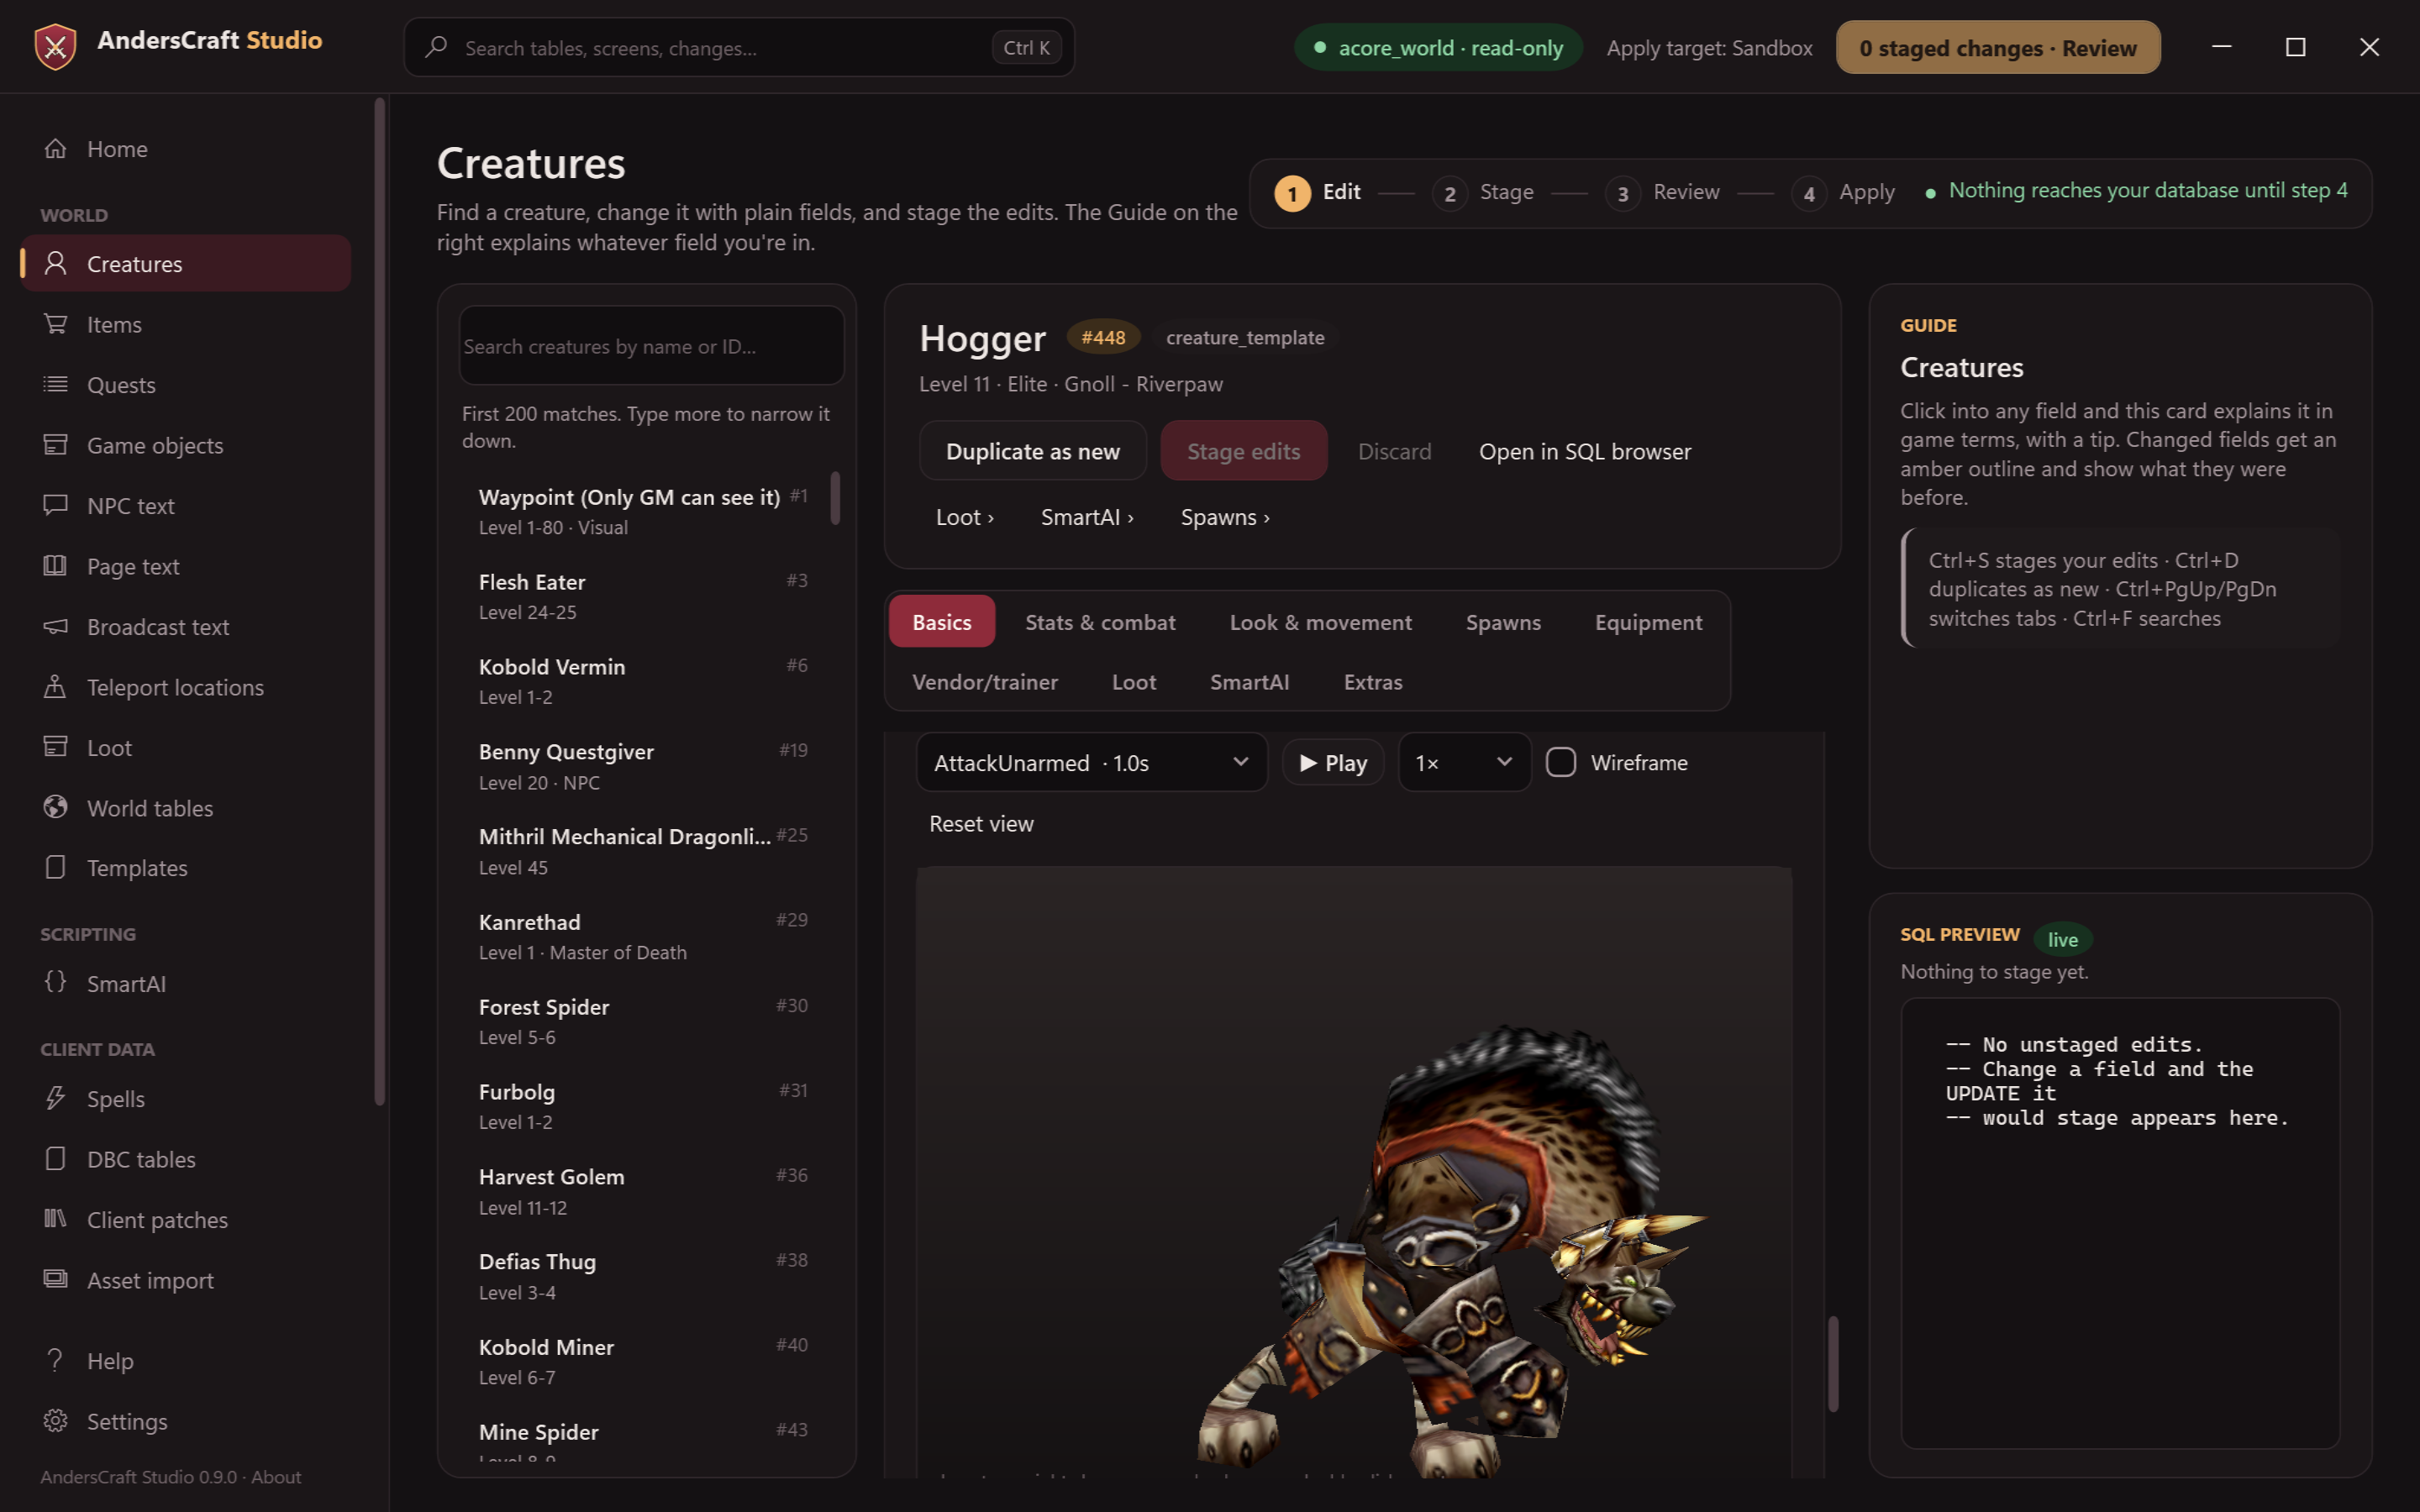 AndersCraft Studio
Search tables, screens, changes...
Ctrl K
acore_world · read-only
Apply target: Sandbox
0 staged changes · Review
Home
WORLD
Creatures
Items
Quests
Game objects
NPC text
Page text
Broadcast text
Teleport locations
Loot
World tables
Templates
SCRIPTING
SmartAI
CLIENT DATA
Spells
DBC tables
Client patches
Asset import
Help
Settings
AndersCraft Studio 0.9.0 · About
Creatures
Find a creature, change it with plain fields, and stage the edits. The Guide on the
right explains whatever field you're in.
1 Edit
2 Stage
3 Review
4 Apply
Nothing reaches your database until step 4
Search creatures by name or ID...
First 200 matches. Type more to narrow it
down.
Waypoint (Only GM can see it) #1
Level 1-80 · Visual
Flesh Eater #3
Level 24-25
Kobold Vermin #6
Level 1-2
Benny Questgiver #19
Level 20 · NPC
Mithril Mechanical Dragonli... #25
Level 45
Kanrethad #29
Level 1 · Master of Death
Forest Spider #30
Level 5-6
Furbolg #31
Level 1-2
Harvest Golem #36
Level 11-12
Defias Thug #38
Level 3-4
Kobold Miner #40
Level 6-7
Mine Spider #43
Hogger #448 creature_template
Level 11 · Elite · Gnoll - Riverpaw
Duplicate as new
Stage edits
Discard
Open in SQL browser
Loot ›
SmartAI ›
Spawns ›
Basics
Stats & combat
Look & movement
Spawns
Equipment
Vendor/trainer
Loot
SmartAI
Extras
AttackUnarmed · 1.0s
▶ Play
1×
Wireframe
Reset view
GUIDE
Creatures
Click into any field and this card explains it in
game terms, with a tip. Changed fields get an
amber outline and show what they were
before.
Ctrl+S stages your edits · Ctrl+D
duplicates as new · Ctrl+PgUp/PgDn
switches tabs · Ctrl+F searches
SQL PREVIEW live
Nothing to stage yet.
-- No unstaged edits.
-- Change a field and the
UPDATE it
-- would stage appears here.